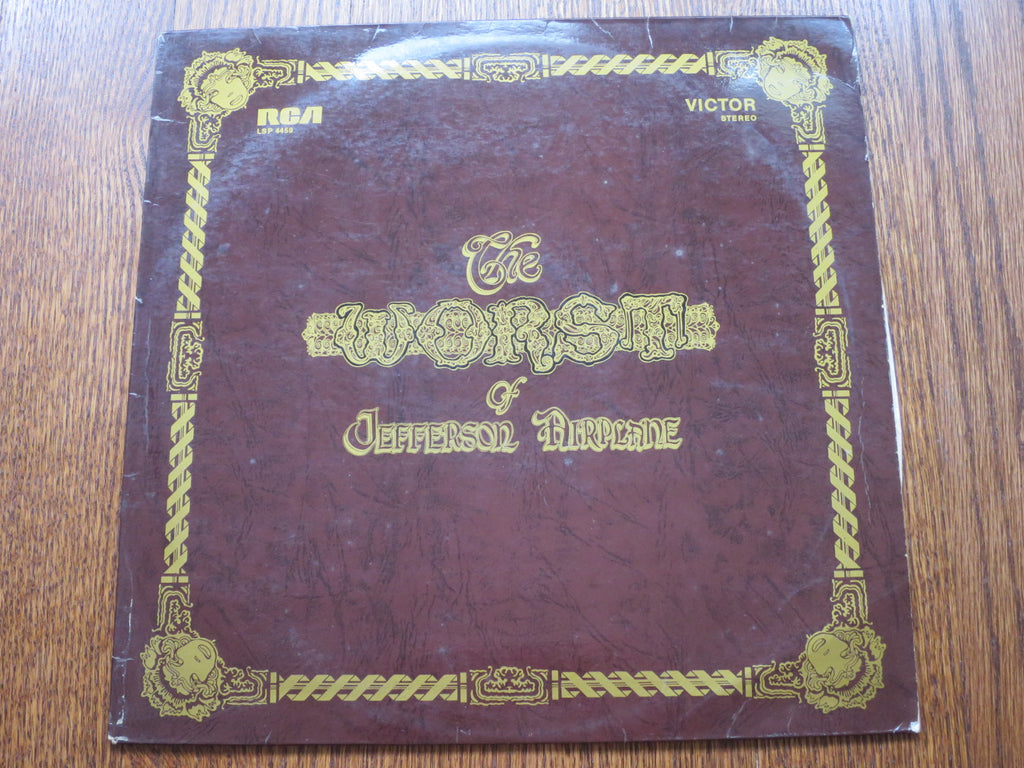 RCA
LSP 4459
VICTOR
STEREO
The
WORST
Of
JEFFERSON AIRPLANE